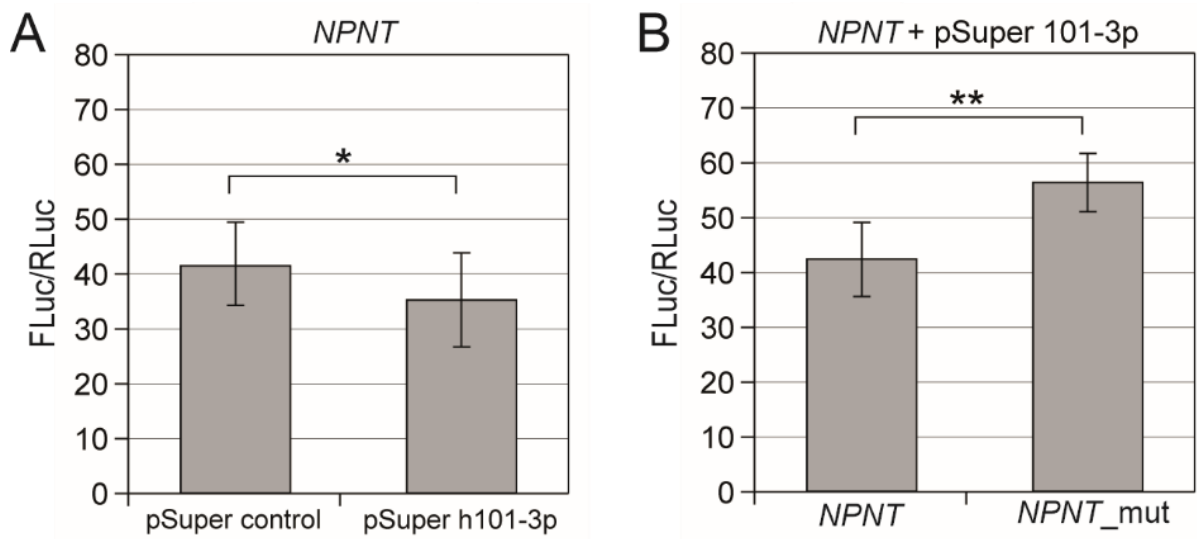 A
NPNT
80
70
60
50
40
30
20
10
0
FLuc/RLuc
*
pSuper control
pSuper h101-3p
B
NPNT + pSuper 101-3p
80
70
60
50
40
30
20
10
0
FLuc/RLuc
**
NPNT
NPNT_mut